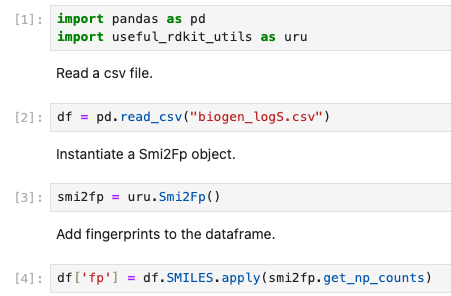 [1]: import pandas as pd
import useful_rdkit_utils as uru
Read a csv file.
[2]: df = pd.read_csv("biogen_logS.csv")
Instantiate a Smi2Fp object.
[3]: smi2fp = uru.Smi2Fp()
Add fingerprints to the dataframe.
[4]: df['fp'] = df.SMILES.apply(smi2fp.get_np_counts)